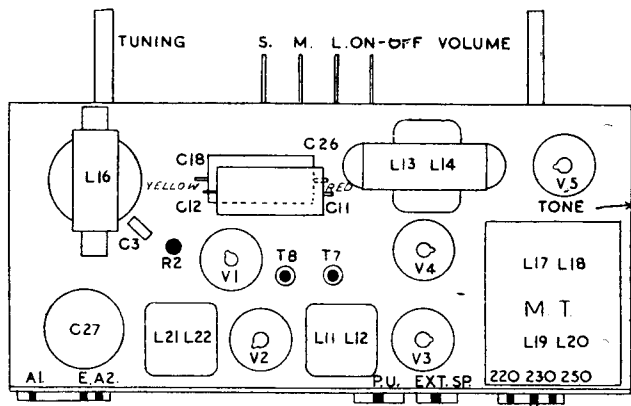 TUNING S. M. L. ON-OFF VOLUME
C26
C18
L16 L13 L14
YELLOW RED V,5
C12 C11 TONE
C3
R2 V1 T8 T7 V4 L17 L18
M.T.
C27 L21 L22 V2 L11 L12 V3 L19 L20
A1. E. A2. P.U. EXT. SP. 220 230 250